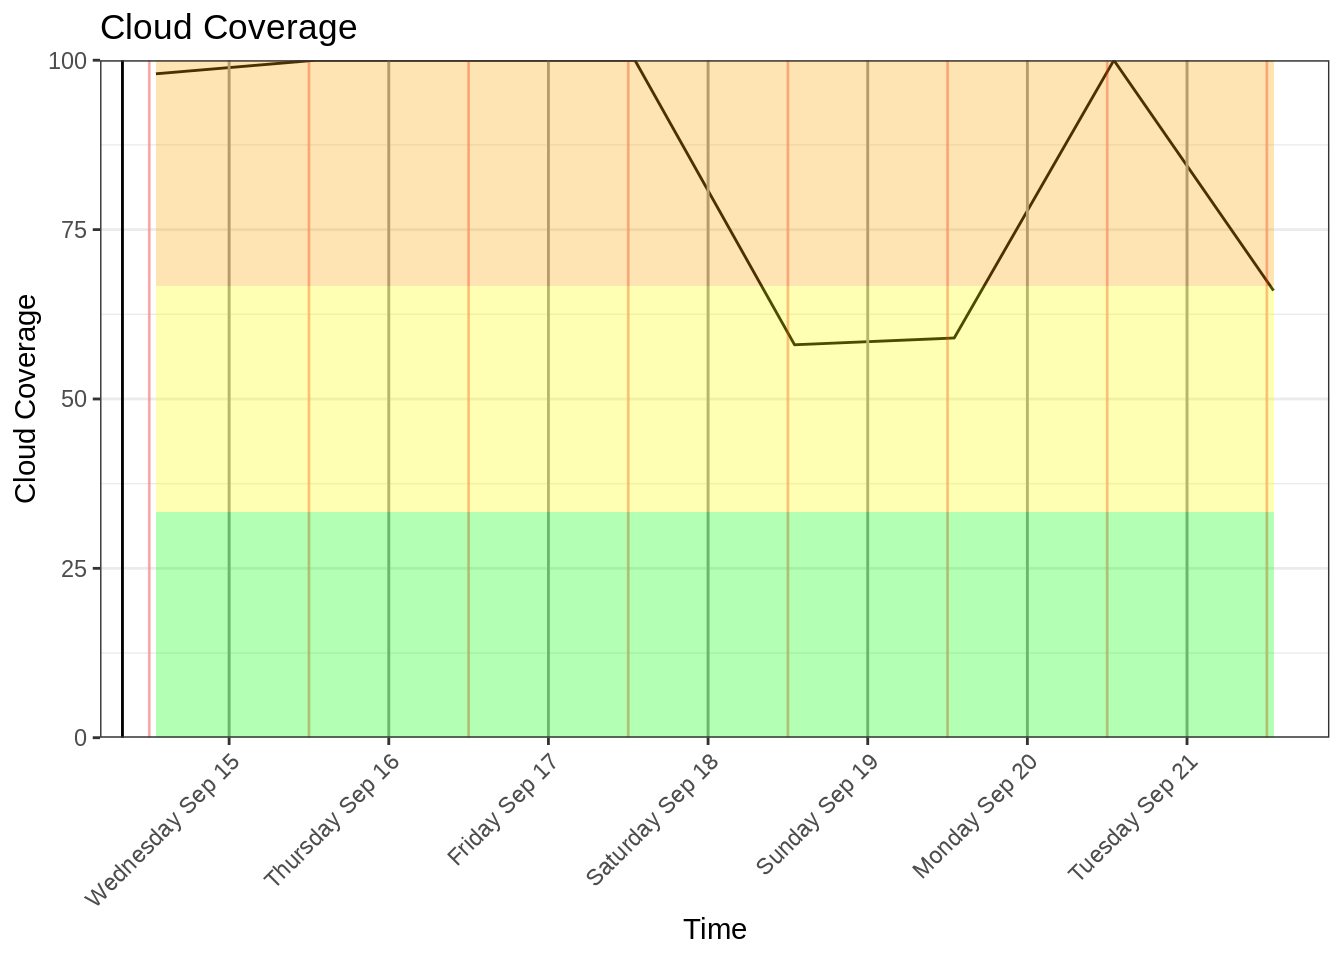 Cloud Coverage
100
75
50
25
0
Cloud Coverage
Wednesday Sep 15
Thursday Sep 16
Friday Sep 17
Saturday Sep 18
Sunday Sep 19
Monday Sep 20
Tuesday Sep 21
Time